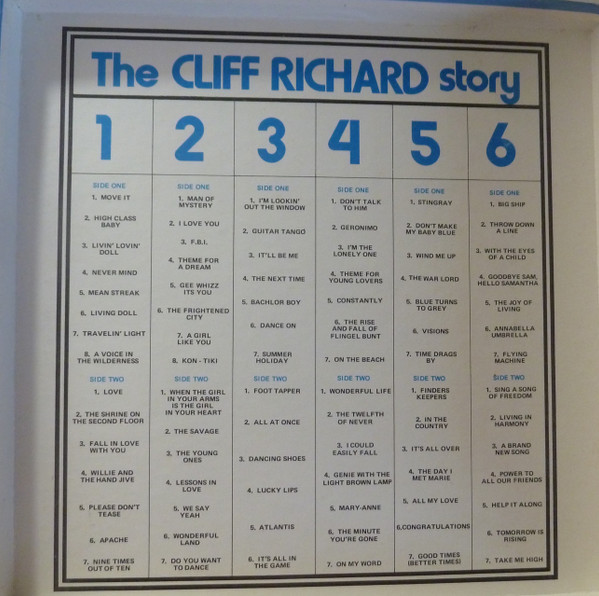 The CLIFF RICHARD story
1
SIDE ONE
1. MOVE IT
2. HIGH CLASS
BABY
3. LIVIN' LOVIN'
DOLL
4. NEVER MIND
5. MEAN STREAK
6. LIVING DOLL
7. TRAVELIN' LIGHT
8. A VOICE IN
THE WILDERNESS
SIDE TWO
1. LOVE
2. THE SHRINE ON
THE SECOND FLOOR
3. FALL IN LOVE
WITH YOU
4. WILLIE AND
THE HAND JIVE
5. PLEASE DON'T
TEASE
6. APACHE
7. NINE TIMES
OUT OF TEN
2
SIDE ONE
1. MAN OF
MYSTERY
2. I LOVE YOU
3. F.B.I.
4. THEME FOR
A DREAM
5. GEE WHIZZ
ITS YOU
6. THE FRIGHTENED
CITY
7. A GIRL
LIKE YOU
8. KON - TIKI
SIDE TWO
1. WHEN THE GIRL
IN YOUR ARMS
IS THE GIRL
IN YOUR HEART
2. THE SAVAGE
3. THE YOUNG
ONES
4. LESSONS IN
LOVE
5. WE SAY
YEAH
6. WONDERFUL
LAND
7. DO YOU WANT
TO DANCE
3
SIDE ONE
1. I'M LOOKIN'
OUT THE WINDOW
2. GUITAR TANGO
3. IT'LL BE ME
4. THE NEXT TIME
5. BACHLOR BOY
6. DANCE ON
7. SUMMER
HOLIDAY
SIDE TWO
1. FOOT TAPPER
2. ALL AT ONCE
3. DANCING SHOES
4. LUCKY LIPS
5. ATLANTIS
6. IT'S ALL IN
THE GAME
4
SIDE ONE
1. DON'T TALK
TO HIM
2. GERONIMO
3. I'M THE
LONELY ONE
4. THEME FOR
YOUNG LOVERS
5. CONSTANTLY
6. THE RISE
AND FALL OF
FLINGEL BUNT
7. ON THE BEACH
SIDE TWO
1. WONDERFUL LIFE
2. THE TWELFTH
OF NEVER
3. I COULD
EASILY FALL
4. GENIE WITH THE
LIGHT BROWN LAMP
5. MARY-ANNE
6. THE MINUTE
YOU'RE GONE
7. ON MY WORD
5
SIDE ONE
1. STINGRAY
2. DON'T MAKE
MY BABY BLUE
3. WIND ME UP
4. THE WAR LORD
5. BLUE TURNS
TO GREY
6. VISIONS
7. TIME DRAGS
BY
SIDE TWO
1. FINDERS
KEEPERS
2. IN THE
COUNTRY
3. IT'S ALL OVER
4. THE DAY I
MET MARIE
5. ALL MY LOVE
6.CONGRATULATIONS
7. GOOD TIMES
(BETTER TIMES)
6
SIDE ONE
1. BIG SHIP
2. THROW DOWN
A LINE
3. WITH THE EYES
OF A CHILD
4. GOODBYE SAM,
HELLO SAMANTHA
5. THE JOY OF
LIVING
6. ANNABELLA
UMBRELLA
7. FLYING
MACHINE
SIDE TWO
1. SING A SONG
OF FREEDOM
2. LIVING IN
HARMONY
3. A BRAND
NEW SONG
4. POWER TO
ALL OUR FRIENDS
5. HELP IT ALONG
6. TOMORROW IS
RISING
7. TAKE ME HIGH